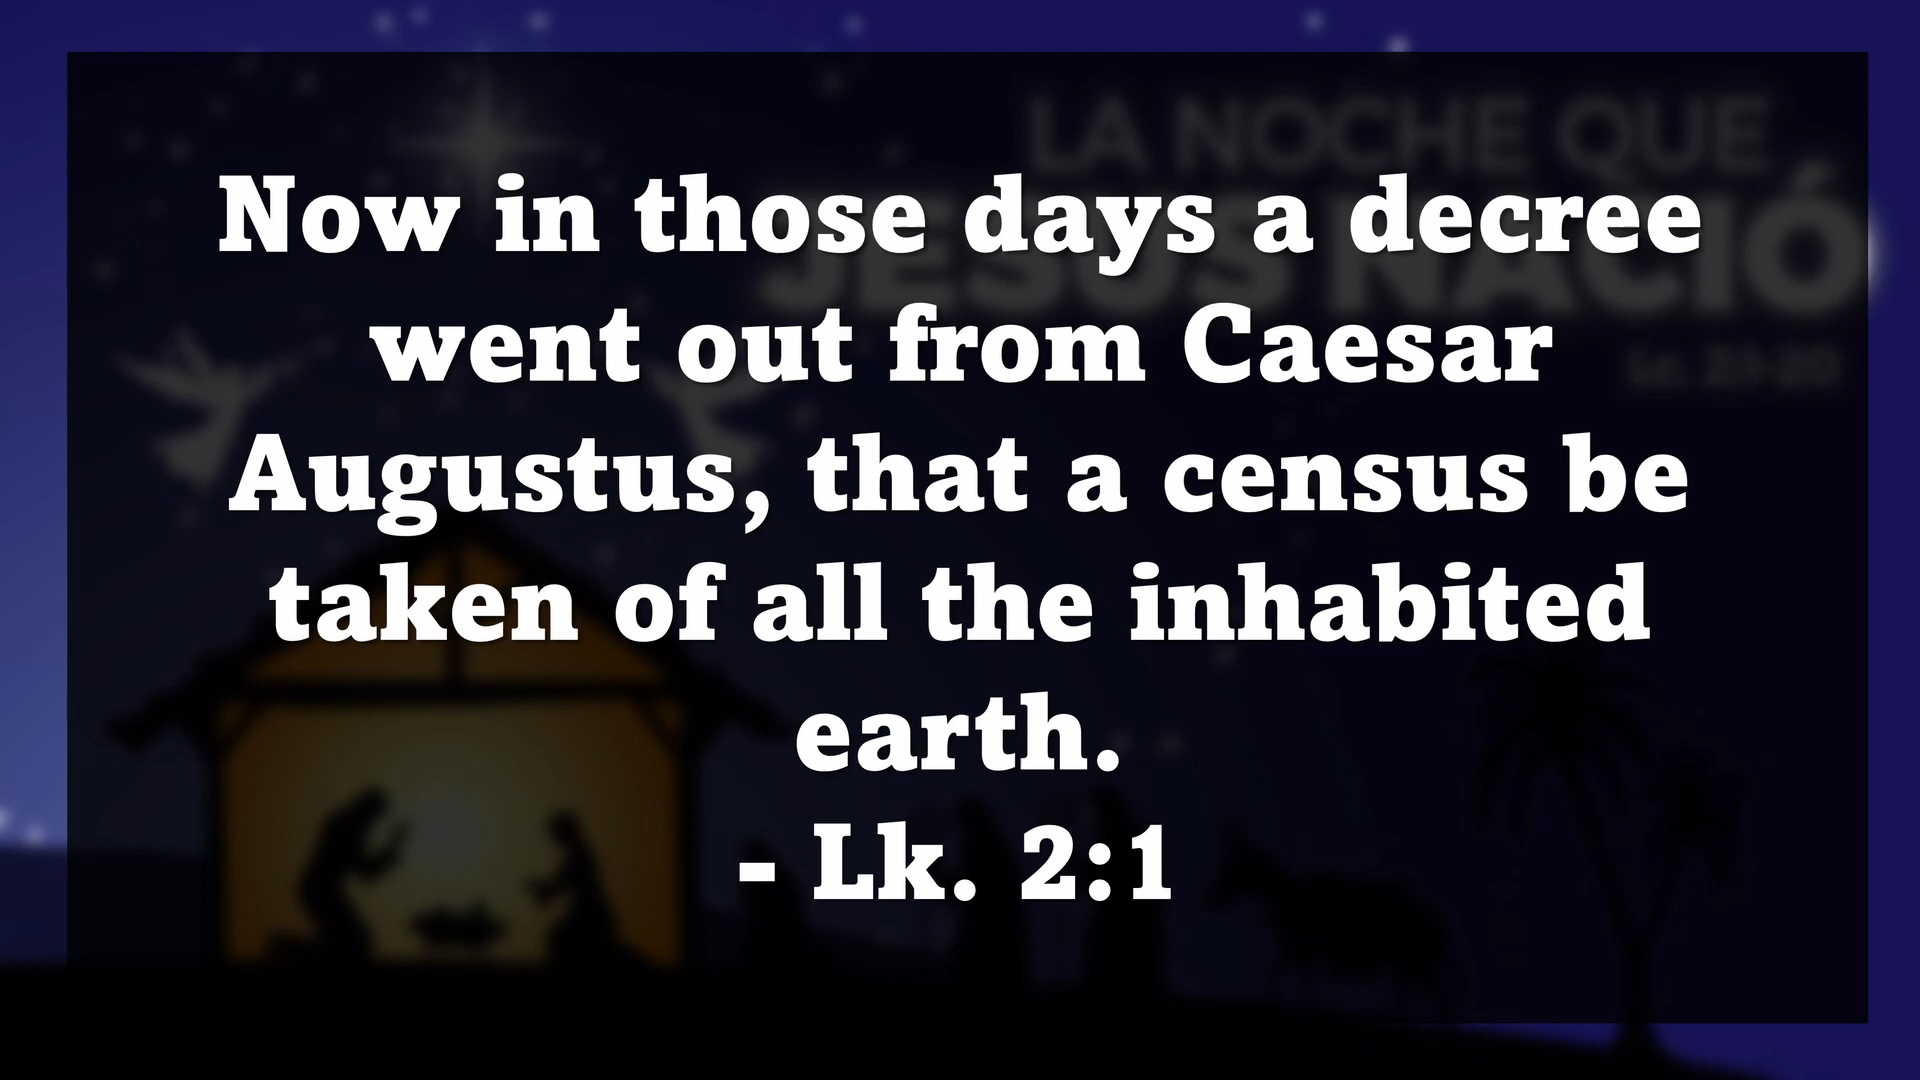 LA NOCHE QUE
JESÚS NACIÓ
Now in those days a decree
went out from Caesar
Augustus, that a census be
taken of all the inhabited
earth.
- Lk. 2:1